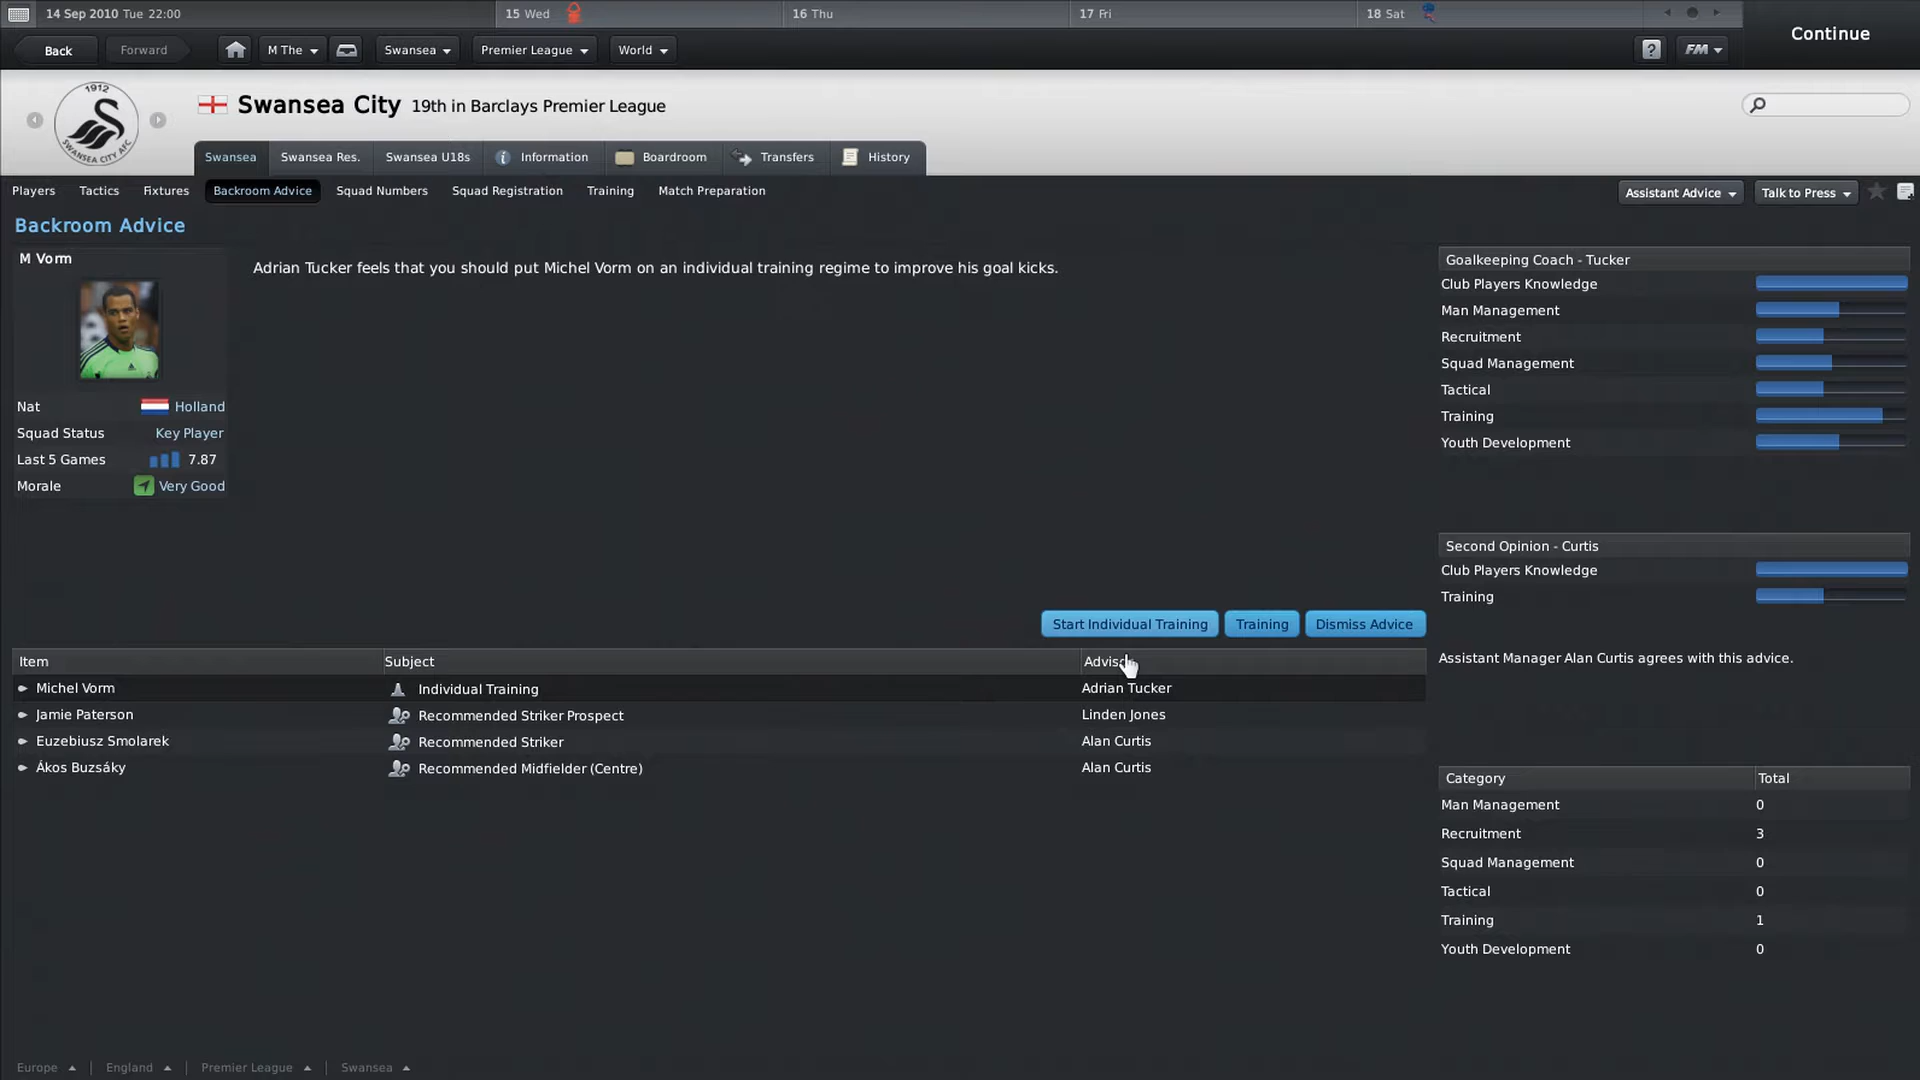 14 Sep 2010 Tue 22:00 15 Wed 16 Thu 17 Fri 18 Sat
Continue
Back Forward M The Swansea Premier League World ? FM
1912
SWANSEA CITY AFC
Swansea City 19th in Barclays Premier League
Swansea Swansea Res. Swansea U18s Information Boardroom Transfers History
Players Tactics Fixtures Backroom Advice Squad Numbers Squad Registration Training Match Preparation Assistant Advice Talk to Press
Backroom Advice
M Vorm
Adrian Tucker feels that you should put Michel Vorm on an individual training regime to improve his goal kicks.
Nat Holland
Squad Status Key Player
Last 5 Games 7.87
Morale Very Good
Goalkeeping Coach - Tucker
Club Players Knowledge
Man Management
Recruitment
Squad Management
Tactical
Training
Youth Development
Second Opinion - Curtis
Club Players Knowledge
Training
Assistant Manager Alan Curtis agrees with this advice.
Start Individual Training Training Dismiss Advice
Item Subject
Michel Vorm Individual Training Adrian Tucker
Jamie Paterson Recommended Striker Prospect Linden Jones
Euzebiusz Smolarek Recommended Striker Alan Curtis
Ákos Buzsáky Recommended Midfielder (Centre) Alan Curtis
Category Total
Man Management 0
Recruitment 3
Squad Management 0
Tactical 0
Training 1
Youth Development 0
Europe England Premier League Swansea